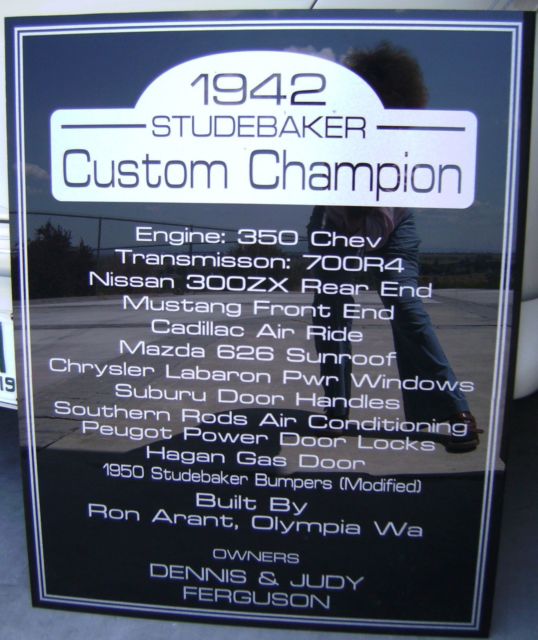 1942
STUDEBAKER
Custom Champion
Engine: 350 Chev
Transmisson: 700R4
Nissan 300ZX Rear End
Mustang Front End
Cadillac Air Ride
Mazda 626 Sunroof
Chrysler Labaron Pwr Windows
Suburu Door Handles
Southern Rods Air Conditioning
Peugot Power Door Locks
Hagan Gas Door
1950 Studebaker Bumpers (Modified)
Built By
Ron Arant, Olympia Wa
OWNERS
DENNIS & JUDY
FERGUSON